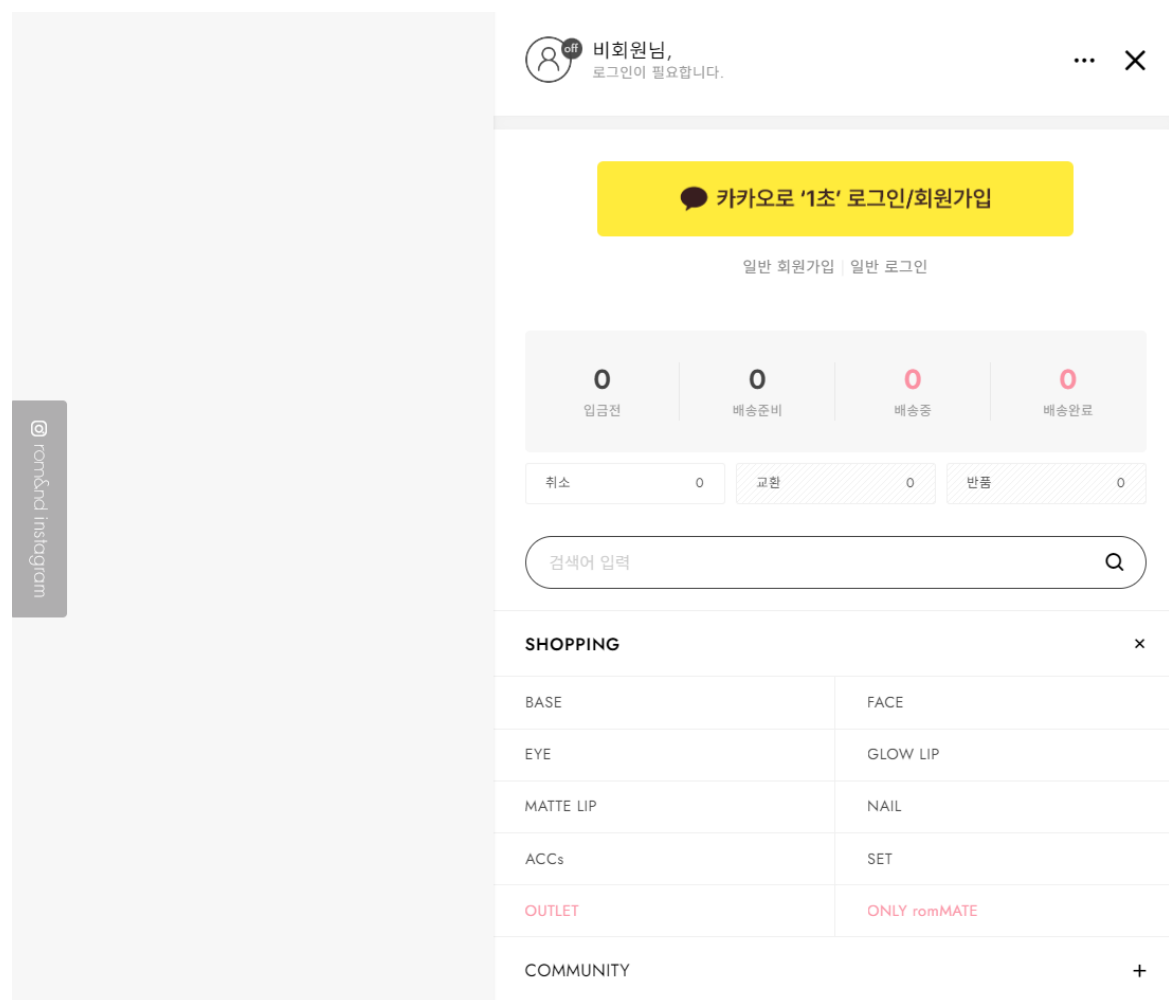 off
비회원님,
로그인이 필요합니다.
카카오로 '1초' 로그인/회원가입
일반 회원가입 일반 로그인
0 0 0 0
입금전 배송준비 배송중 배송완료
취소 0 교환 0 반품 0
검색어 입력
rom&nd instagram
SHOPPING
BASE FACE
EYE GLOW LIP
MATTE LIP NAIL
ACCs SET
OUTLET ONLY romMATE
COMMUNITY